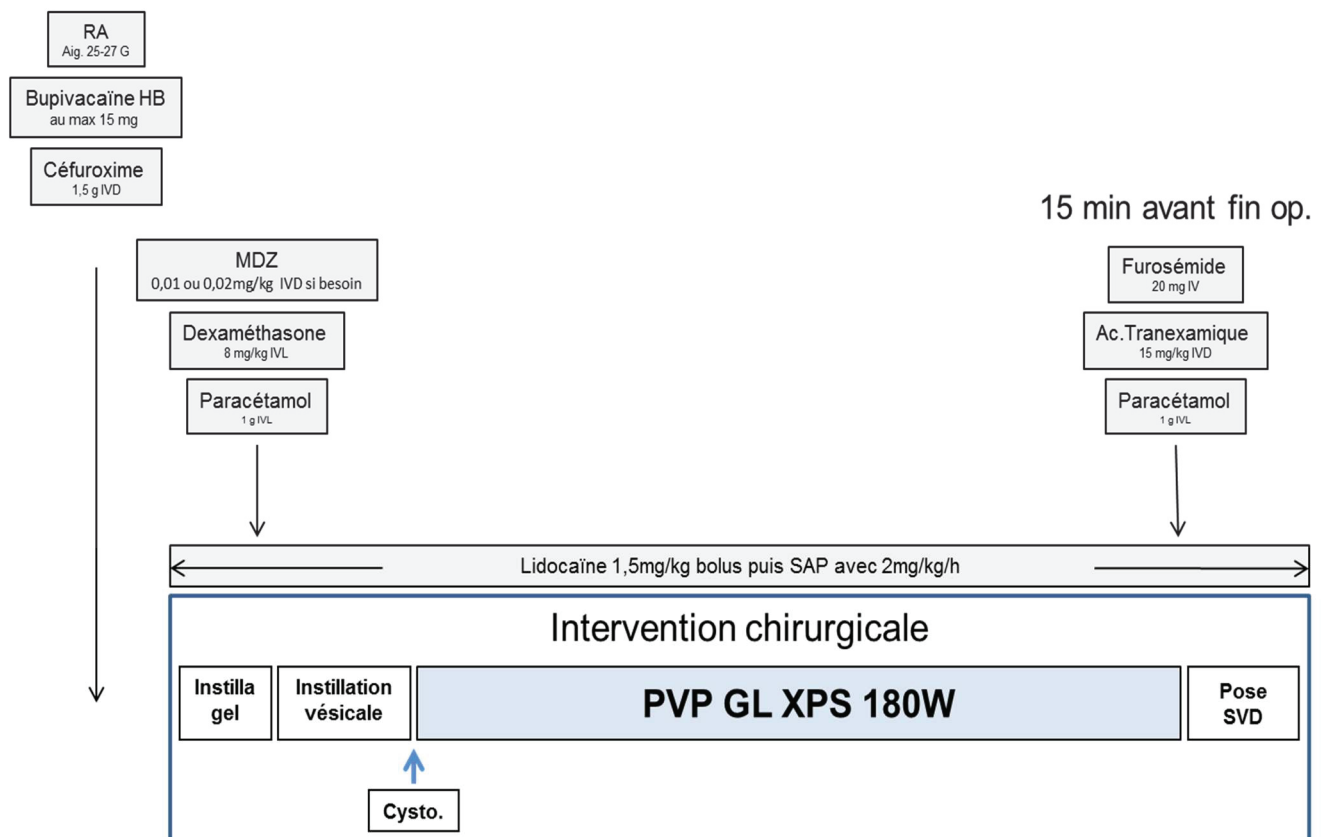 RA
Aig. 25-27 G
Bupivacaïne HB
au max 15 mg
Céfuroxime
1,5 g IVD
MDZ
0,01 ou 0,02mg/kg IVD si besoin
Dexaméthasone
8 mg/kg IVL
Paracétamol
1 g IVL
15 min avant fin op.
Furosémide
20 mg IV
Ac.Tranexamique
15 mg/kg IVD
Paracétamol
1 g IVL
Lidocaïne 1,5mg/kg bolus puis SAP avec 2mg/kg/h
Intervention chirurgicale
Instilla
gel
Instillation
vésicale
PVP GL XPS 180W
Pose
SVD
Cysto.